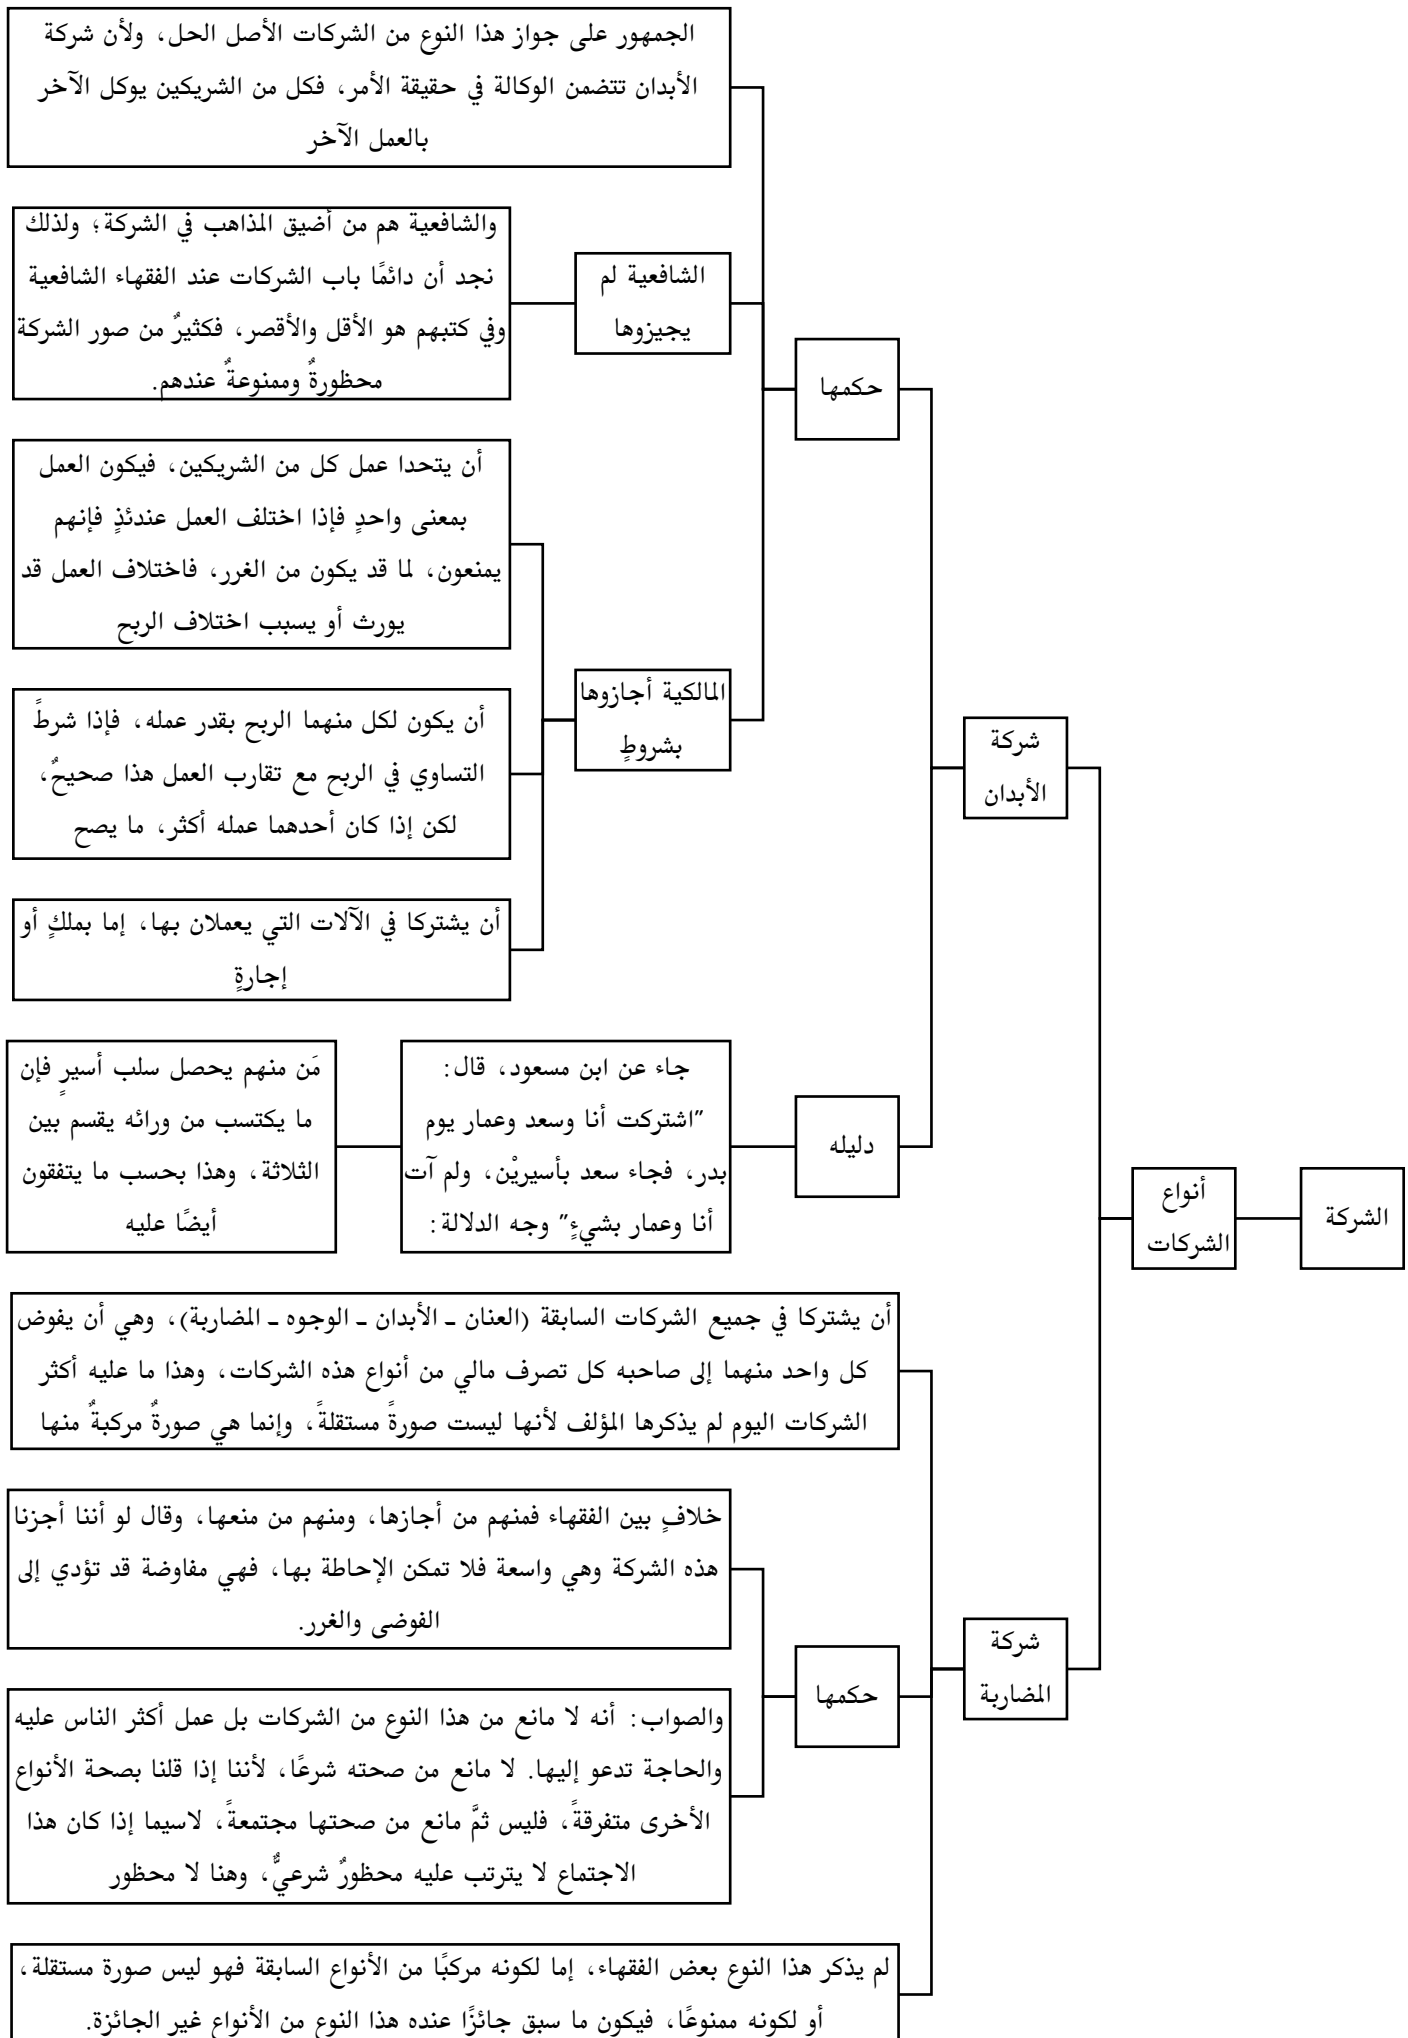 الشركة
أنواع
الشركات
شركة
الأبدان
حكمها
الجمهور على جواز هذا النوع من الشركات الأصل الحل، ولأن شركة
الأبدان تتضمن الوكالة في حقيقة الأمر، فكل من الشريكين يوكل الآخر
بالعمل الآخر
الشافعية لم
يجيزوها
والشافعية هم من أضيق المذاهب في الشركة؛ ولذلك
نجد أن دائمًا باب الشركات عند الفقهاء الشافعية
وفي كتبهم هو الأقل والأقصر، فكثيرٌ من صور الشركة
محظورةٌ وممنوعةٌ عندهم.
المالكية أجازوها
بشروطٍ
أن يتحدا عمل كل من الشريكين، فيكون العمل
بمعنى واحدٍ فإذا اختلف العمل عندئذٍ فإنهم
يمنعون، لما قد يكون من الغرر، فاختلاف العمل قد
يورث أو يسبب اختلاف الربح
أن يكون لكل منهما الربح بقدر عمله، فإذا شرطً
التساوي في الربح مع تقارب العمل هذا صحيحٌ،
لكن إذا كان أحدهما عمله أكثر، ما يصح
أن يشتركا في الآلات التي يعملان بها، إما بملكٍ أو
إجارةٍ
دليله
جاء عن ابن مسعود، قال:
"اشتركت أنا وسعد وعمار يوم
بدر، فجاء سعد بأسيريْن، ولم آت
أنا وعمار بشيءٍ" وجه الدلالة:
مَن منهم يحصل سلب أسيرٍ فإن
ما يكتسب من ورائه يقسم بين
الثلاثة، وهذا بحسب ما يتفقون
أيضًا عليه
شركة
المضاربة
أن يشتركا في جميع الشركات السابقة (العنان ـ الأبدان ـ الوجوه ـ المضاربة)، وهي أن يفوض
كل واحد منهما إلى صاحبه كل تصرف مالي من أنواع هذه الشركات، وهذا ما عليه أكثر
الشركات اليوم لم يذكرها المؤلف لأنها ليست صورةً مستقلةً، وإنما هي صورةٌ مركبةٌ منها
حكمها
خلافٍ بين الفقهاء فمنهم من أجازها، ومنهم من منعها، وقال لو أننا أجزنا
هذه الشركة وهي واسعة فلا تمكن الإحاطة بها، فهي مفاوضة قد تؤدي إلى
الفوضى والغرر.
والصواب: أنه لا مانع من هذا النوع من الشركات بل عمل أكثر الناس عليه
والحاجة تدعو إليها. لا مانع من صحته شرعًا، لأننا إذا قلنا بصحة الأنواع
الأخرى متفرقةً، فليس ثمَّ مانع من صحتها مجتمعةً، لاسيما إذا كان هذا
الاجتماع لا يترتب عليه محظورٌ شرعيٌّ، وهنا لا محظور
لم يذكر هذا النوع بعض الفقهاء، إما لكونه مركبًا من الأنواع السابقة فهو ليس صورة مستقلة،
أو لكونه ممنوعًا، فيكون ما سبق جائزًا عنده هذا النوع من الأنواع غير الجائزة.